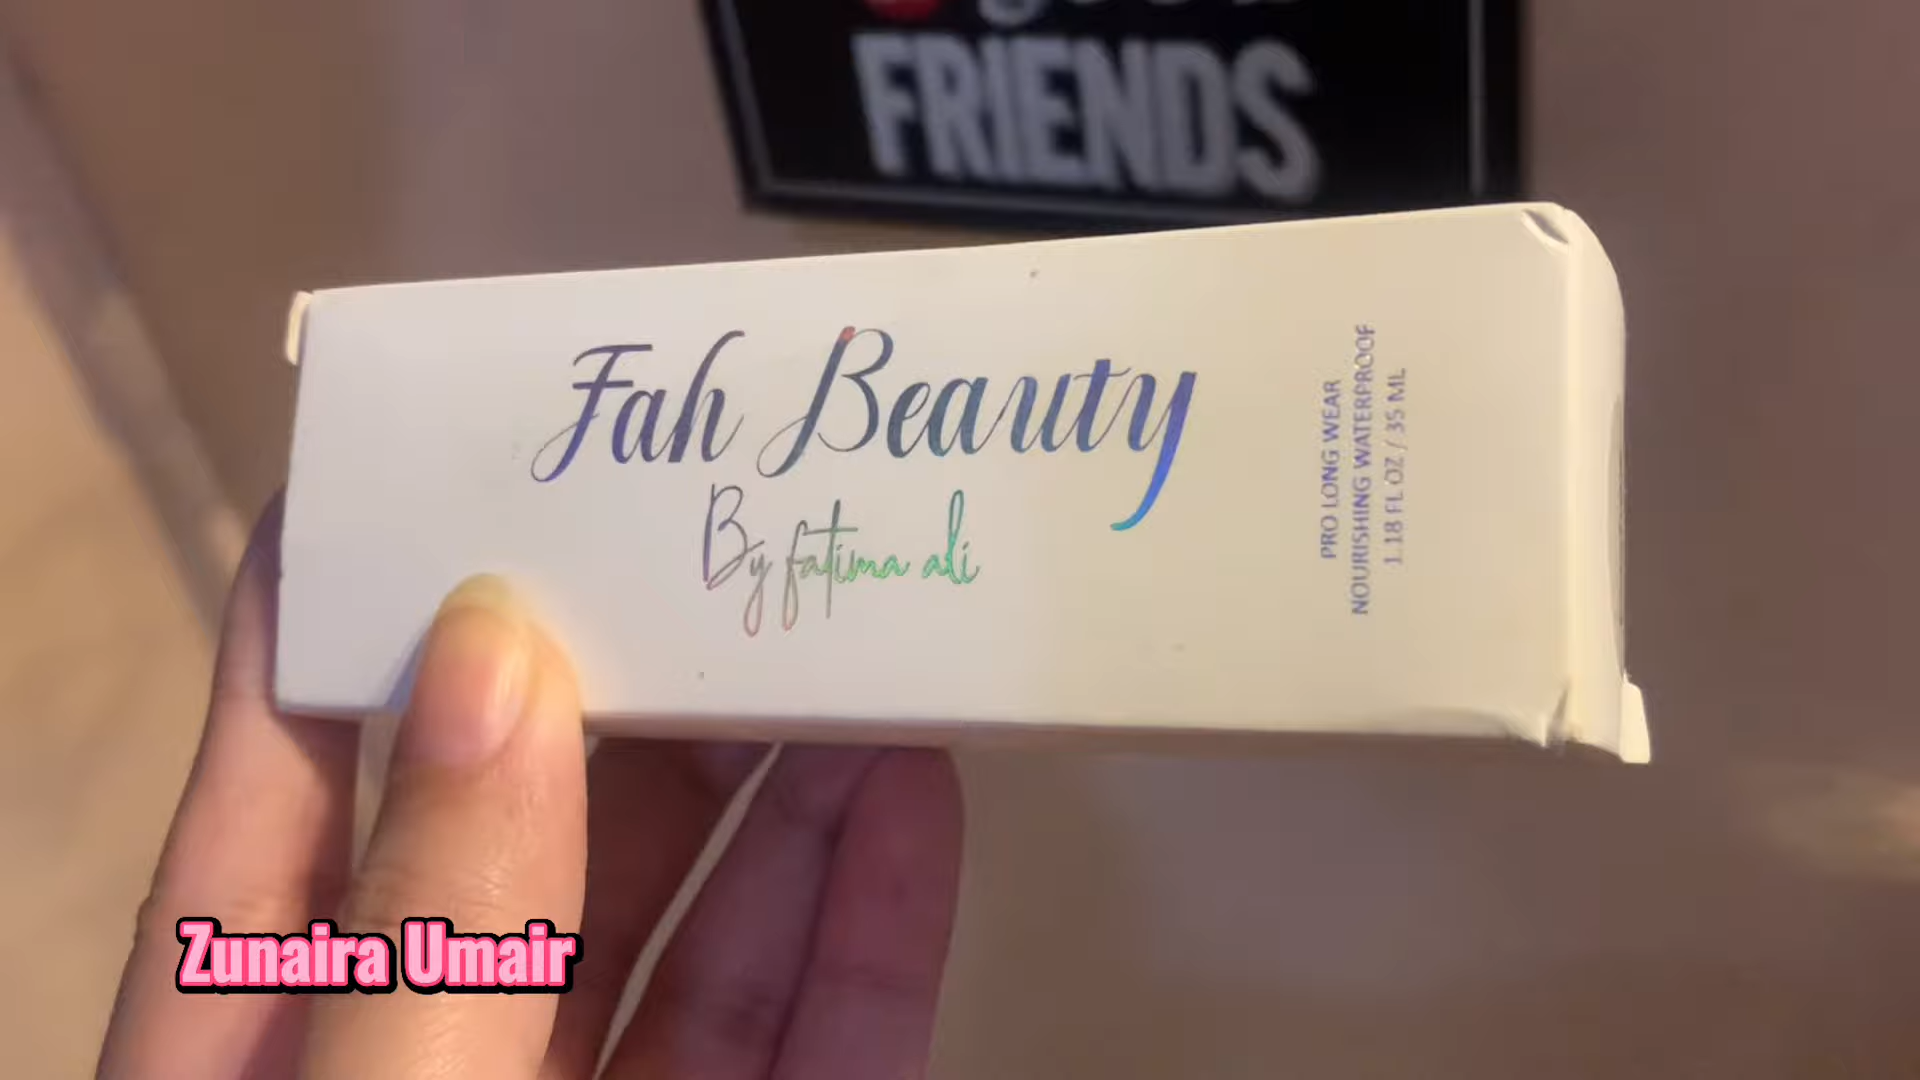 FRIENDS
Fah Beauty
By fatima ali
PRO LONG WEAR
NOURISHING WATERPROOF
1.18 FL OZ / 35 ML
Zunaira Umair